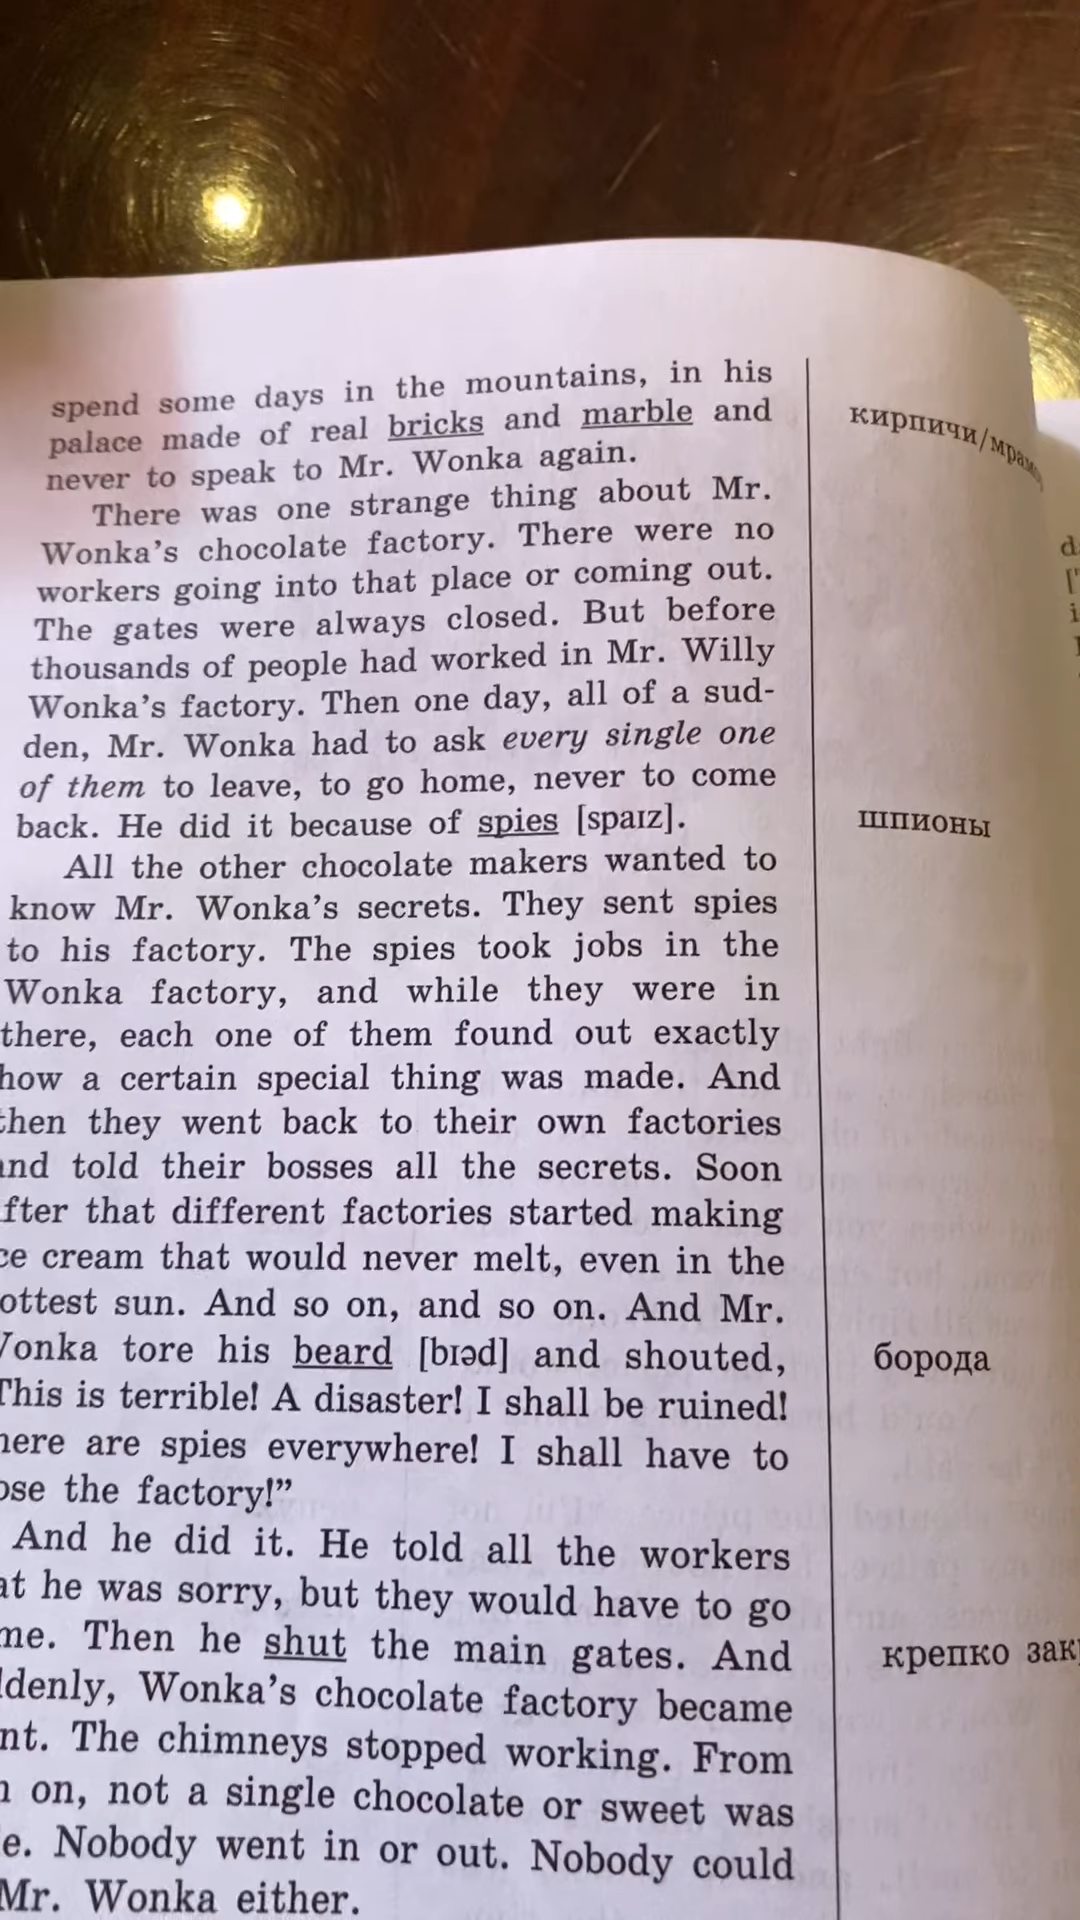 spend some days in the mountains, in his
palace made of real bricks and marble and
never to speak to Mr. Wonka again.
There was one strange thing about Mr.
Wonka's chocolate factory. There were no
workers going into that place or coming out.
The gates were always closed. But before
thousands of people had worked in Mr. Willy
Wonka's factory. Then one day, all of a sud-
den, Mr. Wonka had to ask every single one
of them to leave, to go home, never to come
back. He did it because of spies [spaɪz].
All the other chocolate makers wanted to
know Mr. Wonka's secrets. They sent spies
to his factory. The spies took jobs in the
Wonka factory, and while they were in
there, each one of them found out exactly
how a certain special thing was made. And
then they went back to their own factories
and told their bosses all the secrets. Soon
fter that different factories started making
ce cream that would never melt, even in the
ottest sun. And so on, and so on. And Mr.
onka tore his beard [bɪəd] and shouted,
This is terrible! A disaster! I shall be ruined!
here are spies everywhere! I shall have to
ose the factory!”
And he did it. He told all the workers
at he was sorry, but they would have to go
me. Then he shut the main gates. And
ldenly, Wonka's chocolate factory became
nt. The chimneys stopped working. From
n on, not a single chocolate or sweet was
e. Nobody went in or out. Nobody could
Mr. Wonka either.
кирпичи/мрамор
шпионы
борода
крепко зак